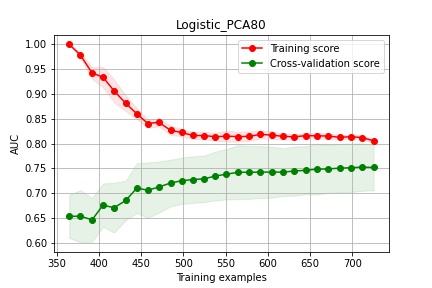 Logistic_PCA80
Training score
Cross-validation score
1.00
0.95
0.90
0.85
0.80
0.75
0.70
0.65
0.60
AUC
350 400 450 500 550 600 650 700
Training examples